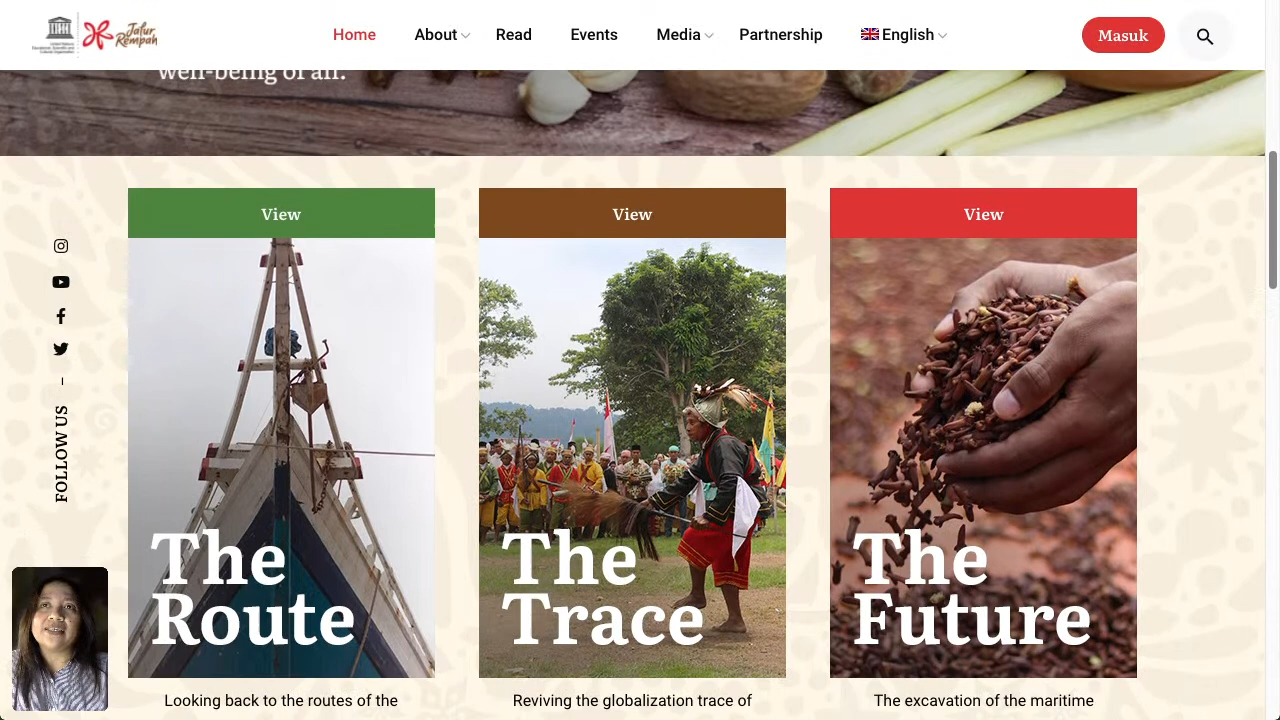 Jalur
Rempah
Home
About
Read
Events
Media
Partnership
English
Masuk
well-being of all.
View
View
View
FOLLOW US
The
Route
The
Trace
The
Future
Looking back to the routes of the
Reviving the globalization trace of
The excavation of the maritime